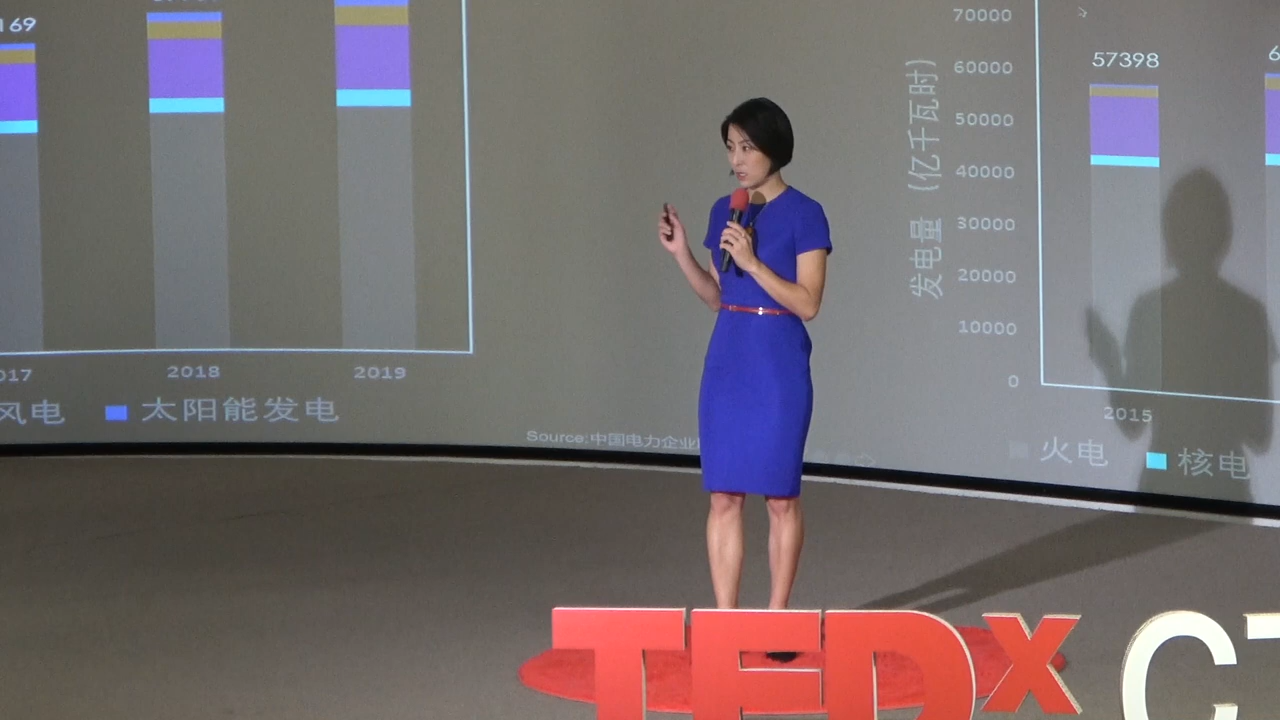 169
2018
2019
风电
太阳能发电
Source:中国电力企业
发电量 (亿千瓦时)
70000
60000
50000
40000
30000
20000
10000
0
57398
2015
火电
核电
TEDx